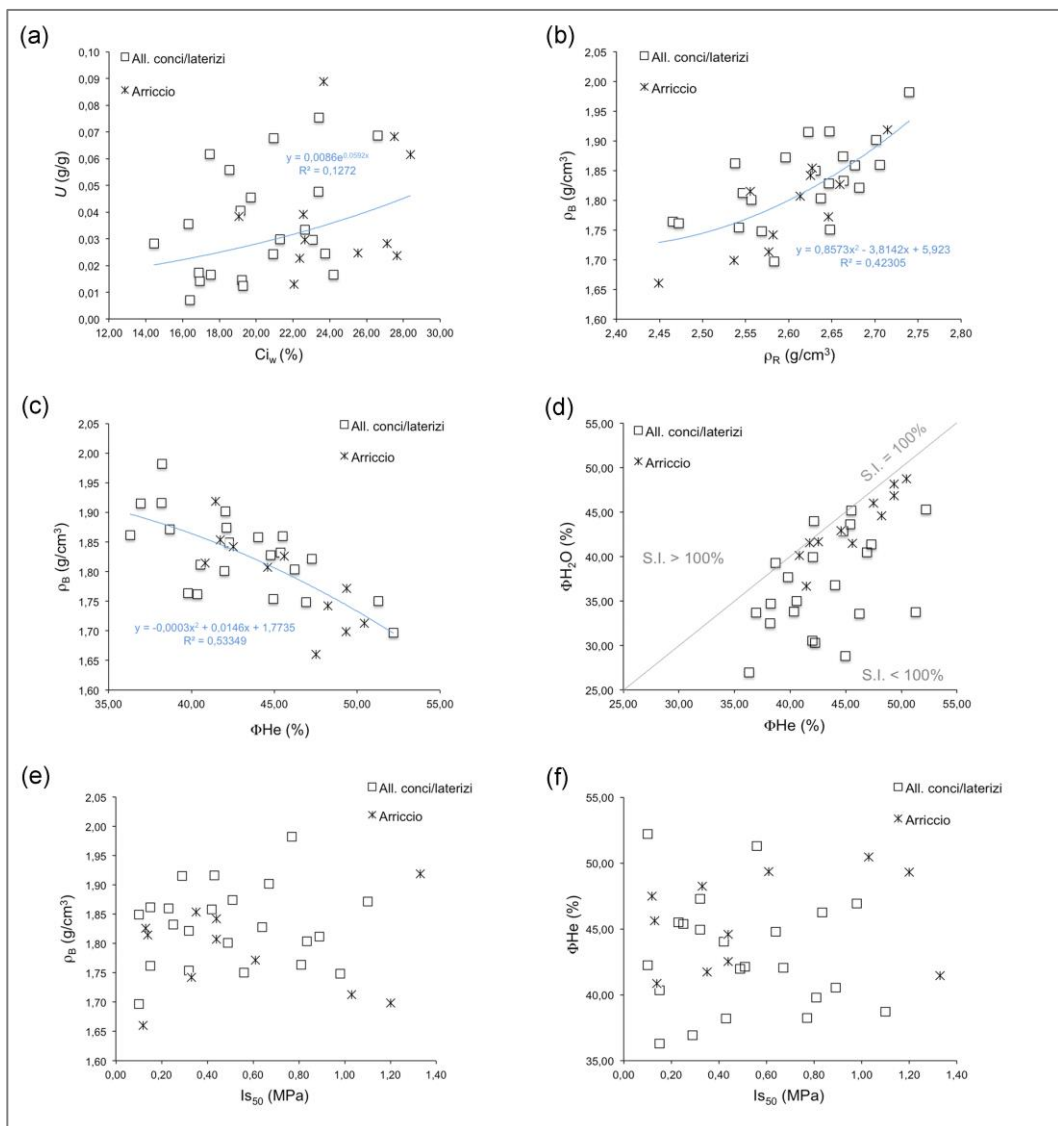 (a)
U (g/g)
0,10
0,09
0,08
0,07
0,06
0,05
0,04
0,03
0,02
0,01
0,00
All. conci/laterizi
Arriccio
y = 0,0086e^0,0592x
R² = 0,1272
12,00 14,00 16,00 18,00 20,00 22,00 24,00 26,00 28,00 30,00
Ciw (%)
(b)
ρB (g/cm³)
2,05
2,00
1,95
1,90
1,85
1,80
1,75
1,70
1,65
1,60
All. conci/laterizi
Arriccio
y = 0,8573x² - 3,8142x + 5,923
R² = 0,42305
2,40 2,50 2,60 2,70 2,80
ρR (g/cm³)
(c)
ρB (g/cm³)
2,05
2,00
1,95
1,90
1,85
1,80
1,75
1,70
1,65
1,60
All. conci/laterizi
Arriccio
y = -0,0003x² + 0,0146x + 1,7735
R² = 0,53349
35,00 40,00 45,00 50,00 55,00
ΦHe (%)
(d)
ΦH₂O (%)
55,00
50,00
45,00
40,00
35,00
30,00
25,00
All. conci/laterizi
Arriccio
S.I. = 100%
S.I. > 100%
S.I. < 100%
25,00 30,00 35,00 40,00 45,00 50,00 55,00
ΦHe (%)
(e)
ρB (g/cm³)
2,05
2,00
1,95
1,90
1,85
1,80
1,75
1,70
1,65
1,60
All. conci/laterizi
Arriccio
0,00 0,20 0,40 0,60 0,80 1,00 1,20 1,40
Is₅₀ (MPa)
(f)
ΦHe (%)
55,00
50,00
45,00
40,00
35,00
All. conci/laterizi
Arriccio
0,00 0,20 0,40 0,60 0,80 1,00 1,20 1,40
Is₅₀ (MPa)